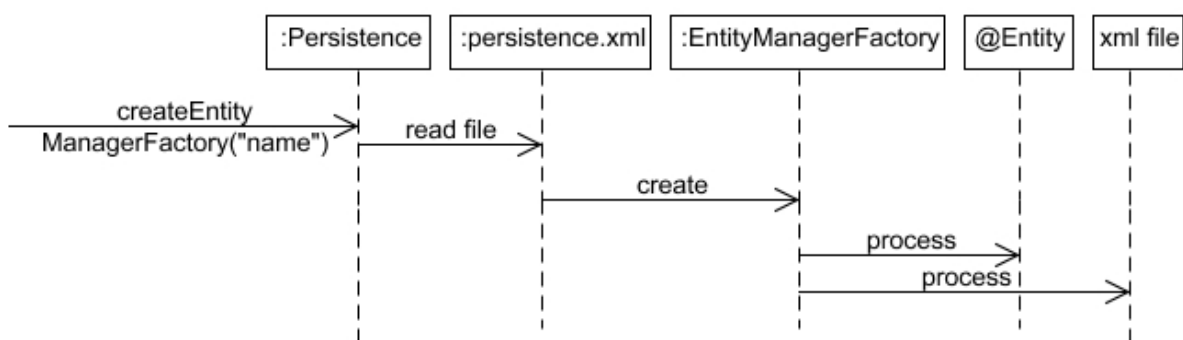 :Persistence
:persistence.xml
:EntityManagerFactory
@Entity
xml file
createEntity
ManagerFactory("name")
read file
create
process
process